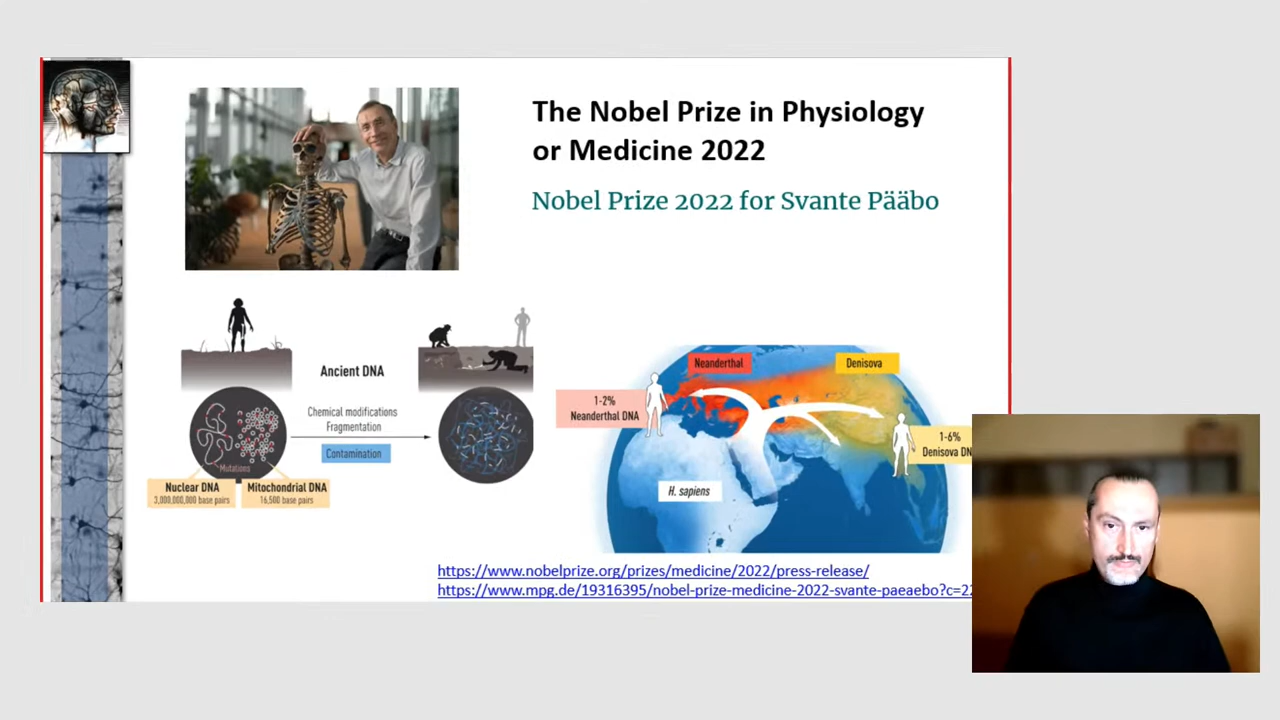 The Nobel Prize in Physiology
or Medicine 2022
Nobel Prize 2022 for Svante Pääbo
Ancient DNA
Chemical modifications
Fragmentation
Contamination
Mutations
Nuclear DNA
3,000,000,000 base pairs
Mitochondrial DNA
16,500 base pairs
Neanderthal
Denisova
1-2%
Neanderthal DNA
1-6%
Denisova DN
H. sapiens
https://www.nobelprize.org/prizes/medicine/2022/press-release/
https://www.mpg.de/19316395/nobel-prize-medicine-2022-svante-paeaebo?c=22